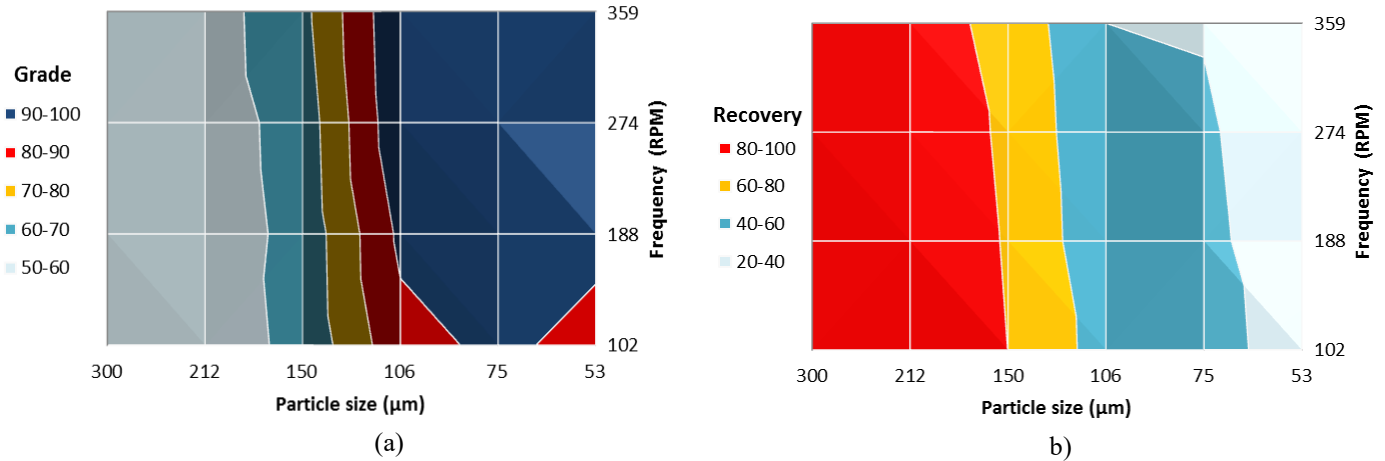 Grade
90-100
80-90
70-80
60-70
50-60
359
274
188
102
Frequency (RPM)
300 212 150 106 75 53
Particle size (µm)
(a)
Recovery
80-100
60-80
40-60
20-40
359
274
188
102
Frequency (RPM)
300 212 150 106 75 53
Particle size (µm)
b)